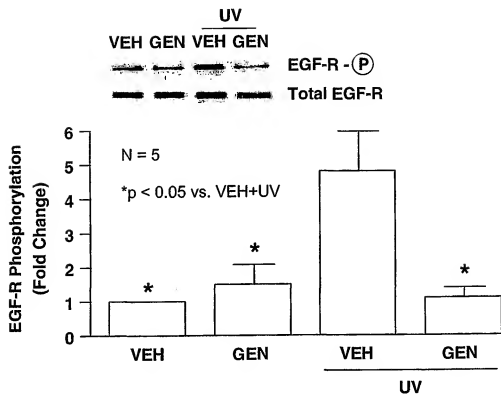 UV
VEH GEN VEH GEN
EGF-R - P
Total EGF-R
EGF-R Phosphorylation
(Fold Change)
6
5
4
3
2
1
0
N = 5
*p < 0.05 vs. VEH+UV
* * *
VEH GEN VEH GEN
UV